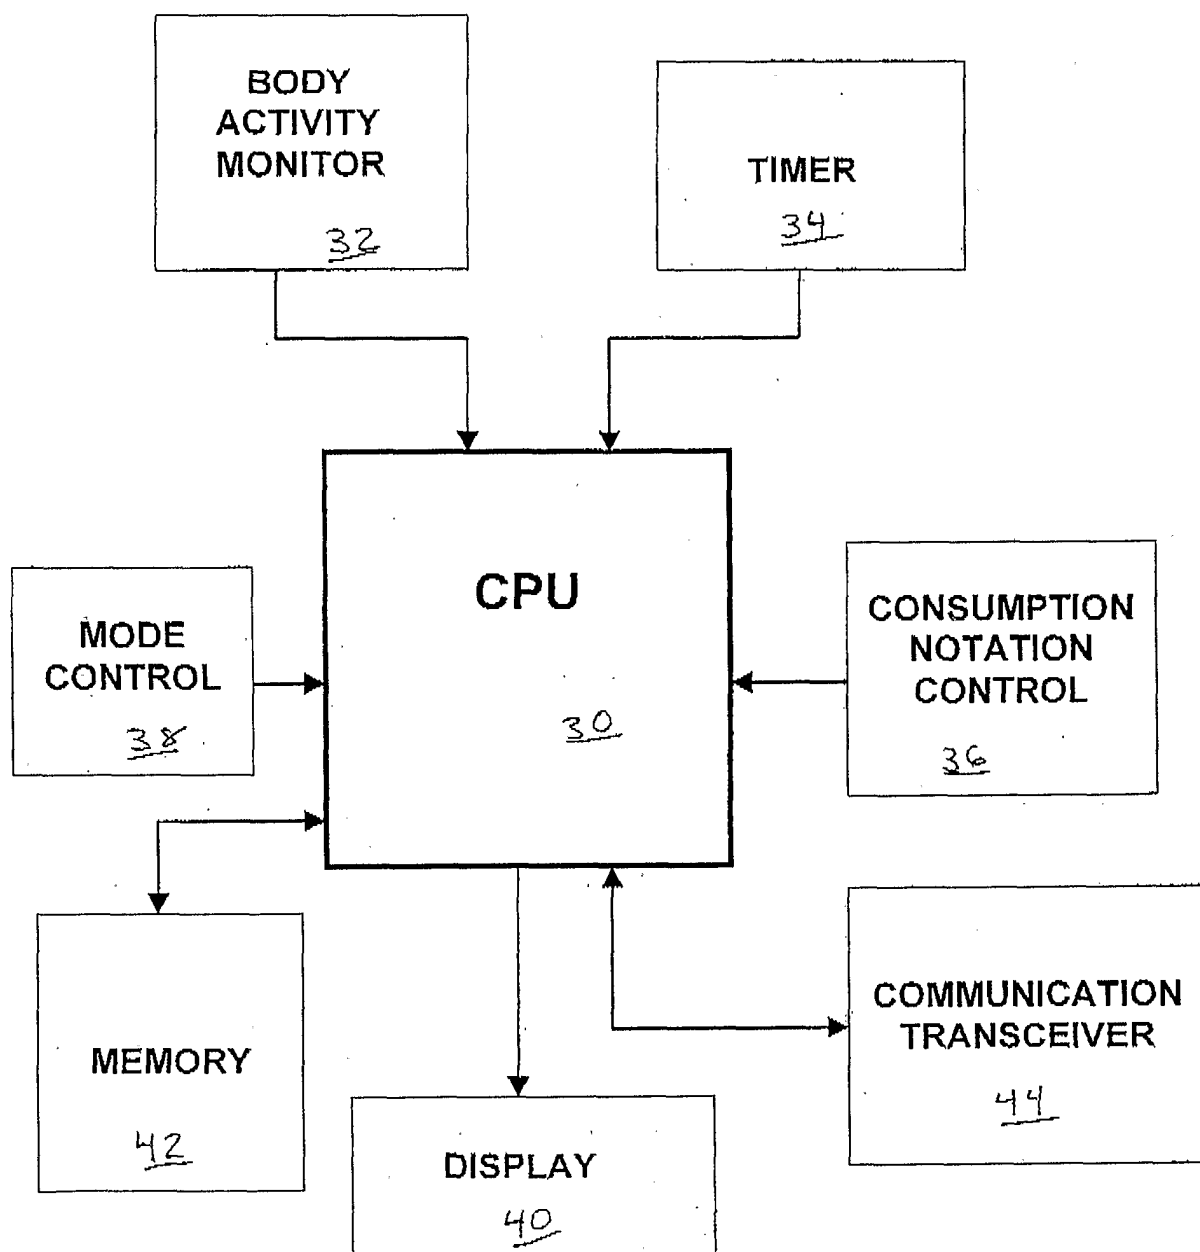 BODY
ACTIVITY
MONITOR
32
TIMER
34
CPU
30
MODE
CONTROL
38
CONSUMPTION
NOTATION
CONTROL
36
MEMORY
42
DISPLAY
40
COMMUNICATION
TRANSCEIVER
44